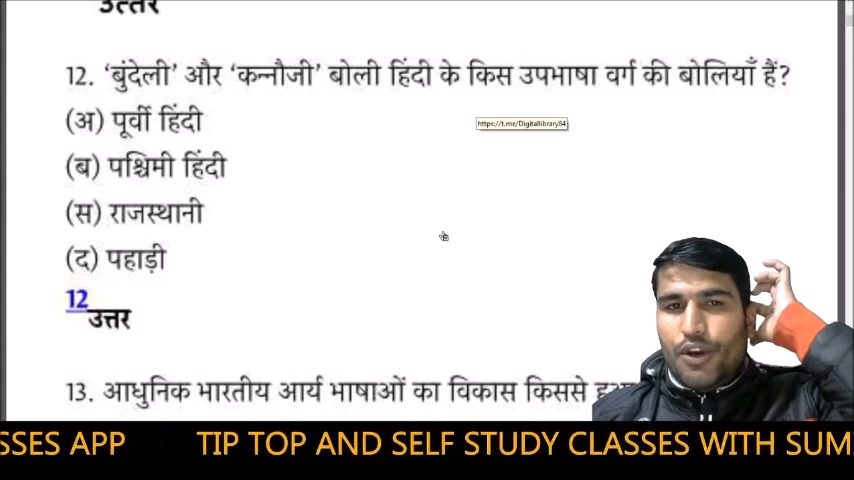 उत्तर
12. ‘बुंदेली’ और ‘कन्नौजी’ बोली हिंदी के किस उपभाषा वर्ग की बोलियाँ हैं?
(अ) पूर्वी हिंदी
https://t.me/Digitallibrary84
(ब) पश्चिमी हिंदी
(स) राजस्थानी
(द) पहाड़ी
12
उत्तर
13. आधुनिक भारतीय आर्य भाषाओं का विकास किससे
SSES APP TIP TOP AND SELF STUDY CLASSES WITH SUM